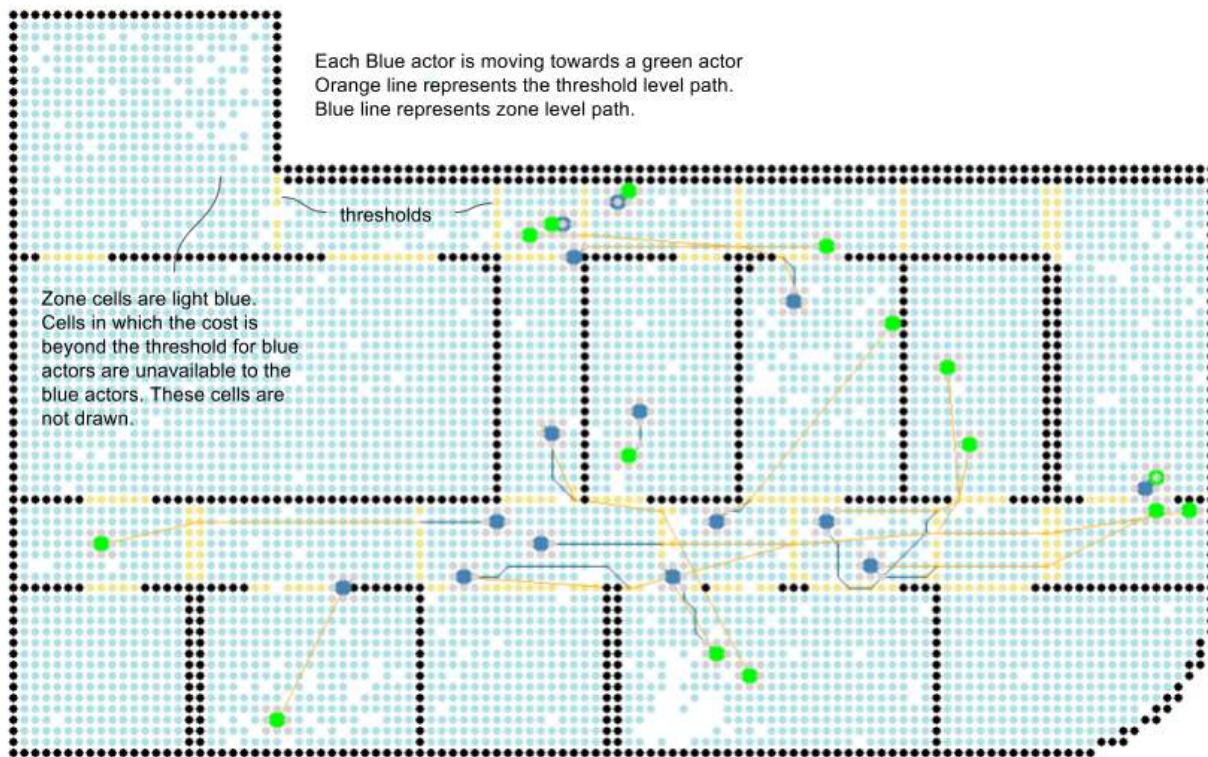 Each Blue actor is moving towards a green actor
Orange line represents the threshold level path.
Blue line represents zone level path.
thresholds
Zone cells are light blue.
Cells in which the cost is
beyond the threshold for blue
actors are unavailable to the
blue actors. These cells are
not drawn.